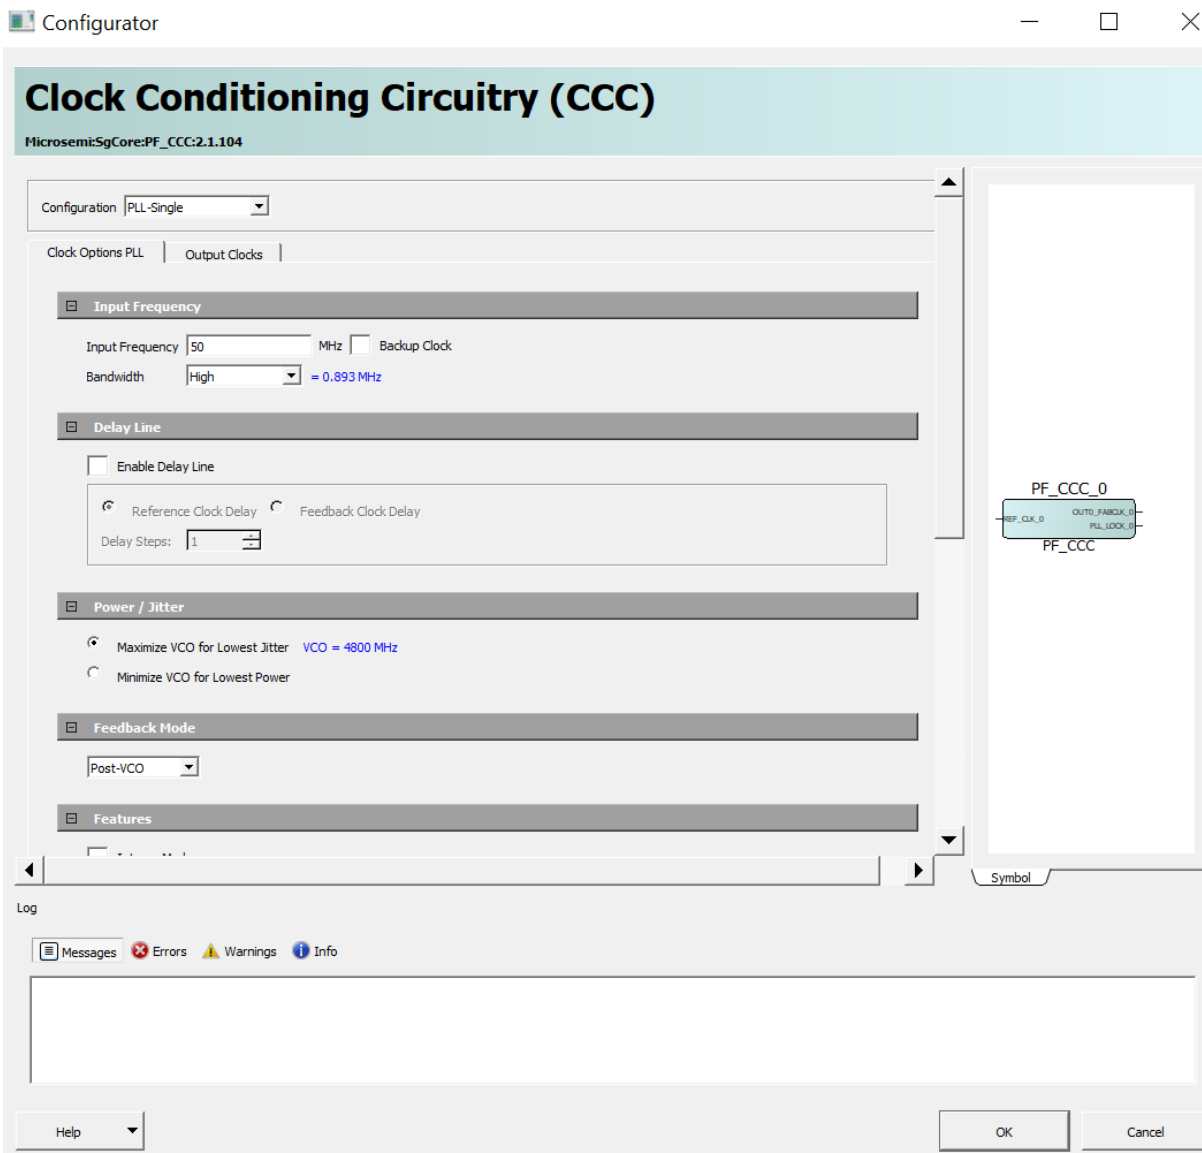 Configurator
Clock Conditioning Circuitry (CCC)
Microsemi:SgCore:PF_CCC:2.1.104
Configuration PLL-Single
Clock Options PLL Output Clocks
Input Frequency
Input Frequency 50 MHz Backup Clock
Bandwidth High = 0.893 MHz
Delay Line
Enable Delay Line
Reference Clock Delay Feedback Clock Delay
Delay Steps: 1
Power / Jitter
Maximize VCO for Lowest Jitter VCO = 4800 MHz
Minimize VCO for Lowest Power
Feedback Mode
Post-VCO
Features
PF_CCC_0
REF_CLK_0 OUT0_FABCLK_0
PLL_LOCK_0
PF_CCC
Symbol
Log
Messages Errors Warnings Info
Help OK Cancel